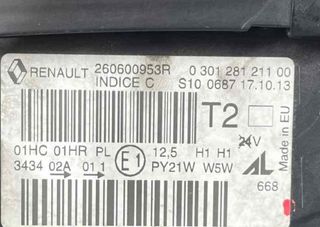 RENAULT 260600953R 0 301 281 211 00
INDICE C S10 0687 17.10.13
T2
01HC 01HR PL 12,5 H1 H1 24V
3434 02A 01 1 E1 PY21W W5W AL
668
Made in EU